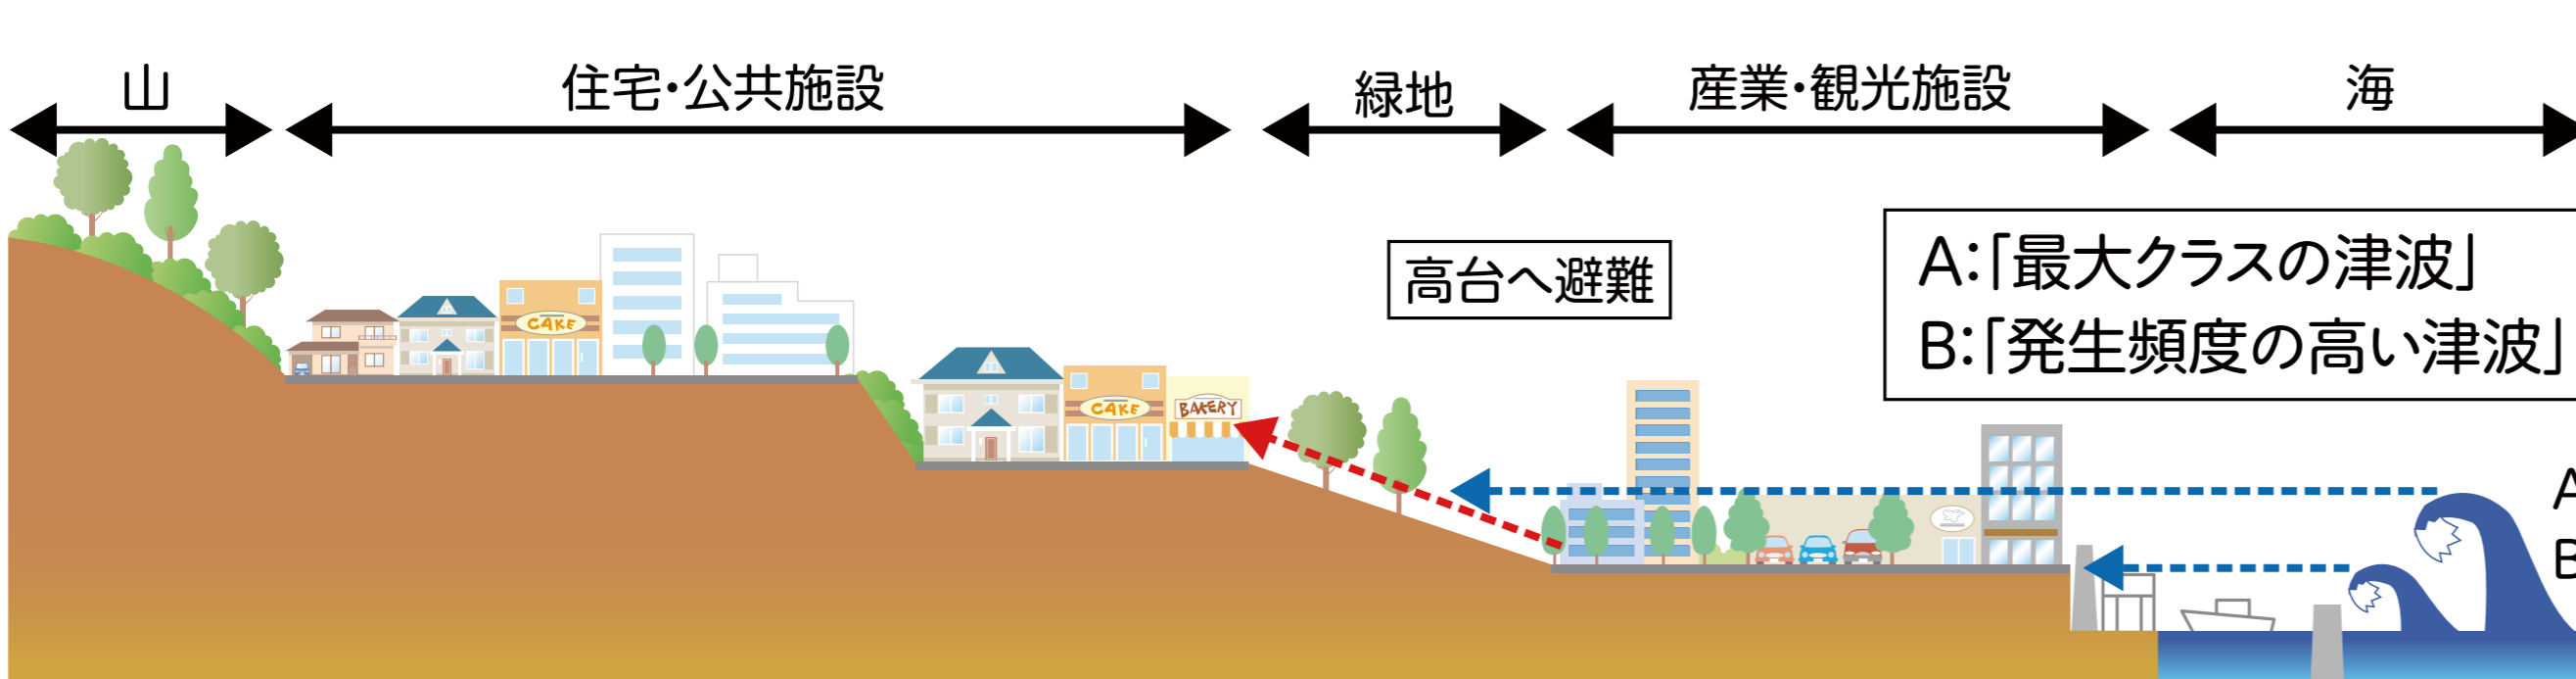 山
住宅・公共施設
緑地
産業・観光施設
海
高台へ避難
A：「最大クラスの津波」
B：「発生頻度の高い津波」
CAKE
CAKE
BAKERY
A
B